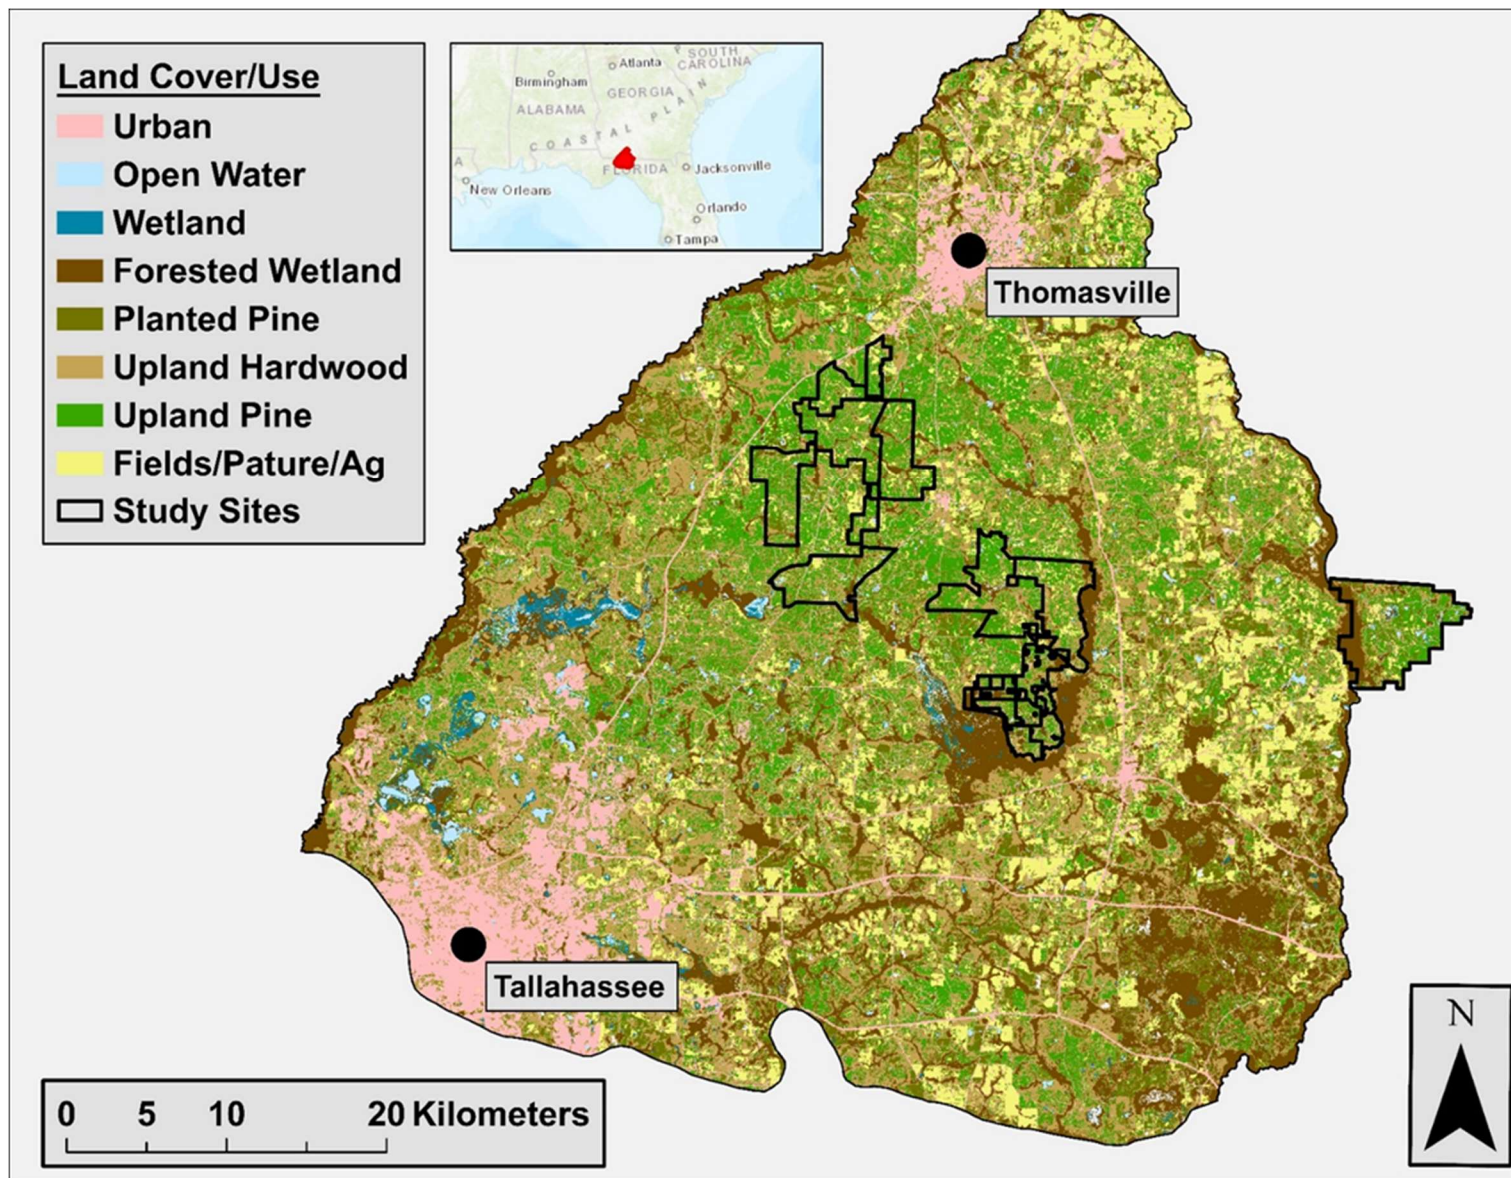 Land Cover/Use
Urban
Open Water
Wetland
Forested Wetland
Planted Pine
Upland Hardwood
Upland Pine
Fields/Pature/Ag
Study Sites
SOUTH
CAROLINA
Atlanta
Birmingham
GEORGIA
ALABAMA
COASTAL PLAIN
A
FLORIDA
Jacksonville
New Orleans
Orlando
Tampa
Thomasville
Tallahassee
N
0 5 10 20 Kilometers